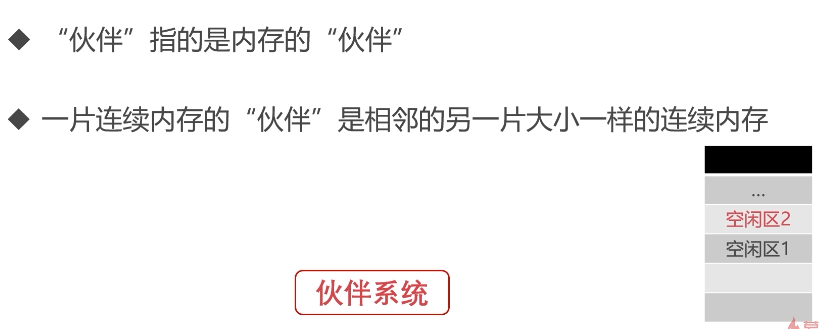 ◆ “伙伴”指的是内存的“伙伴”
◆ 一片连续内存的“伙伴”是相邻的另一片大小一样的连续内存
...
空闲区2
空闲区1
伙伴系统